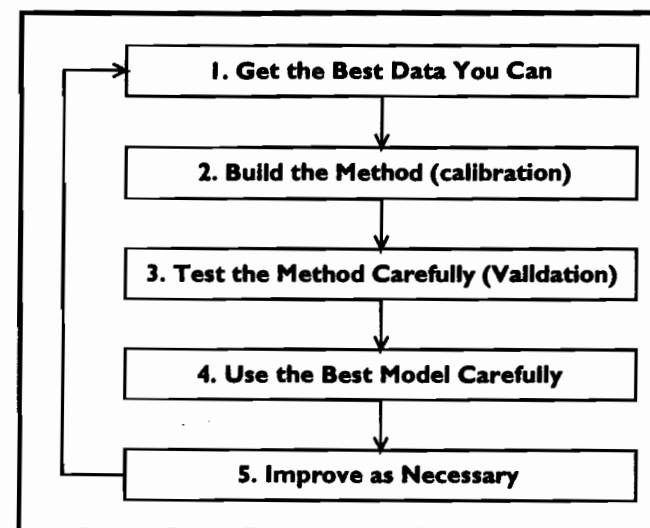 1. Get the Best Data You Can
2. Build the Method (calibration)
3. Test the Method Carefully (Validation)
4. Use the Best Model Carefully
5. Improve as Necessary